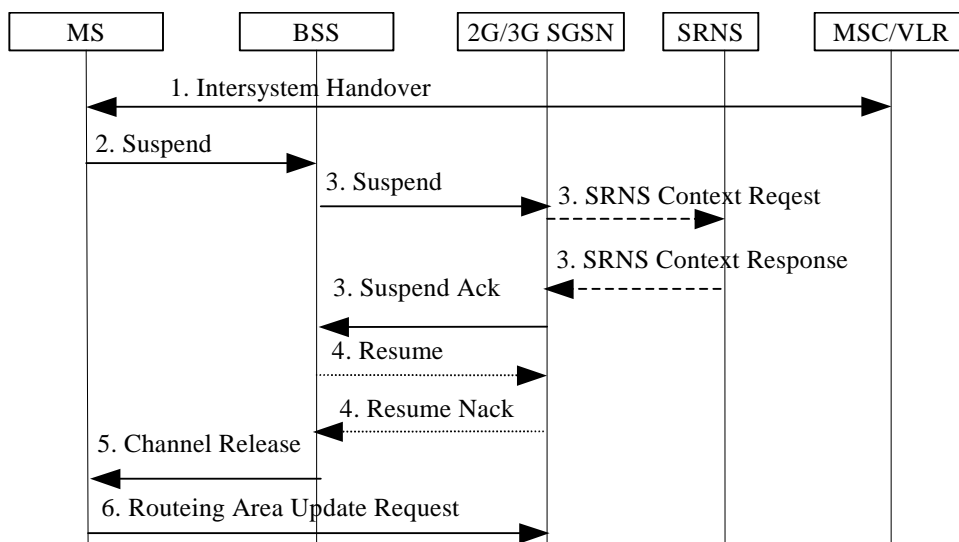 MS
BSS
2G/3G SGSN
SRNS
MSC/VLR
1. Intersystem Handover
2. Suspend
3. Suspend
3. SRNS Context Reqest
3. SRNS Context Response
3. Suspend Ack
4. Resume
4. Resume Nack
5. Channel Release
6. Routeing Area Update Request